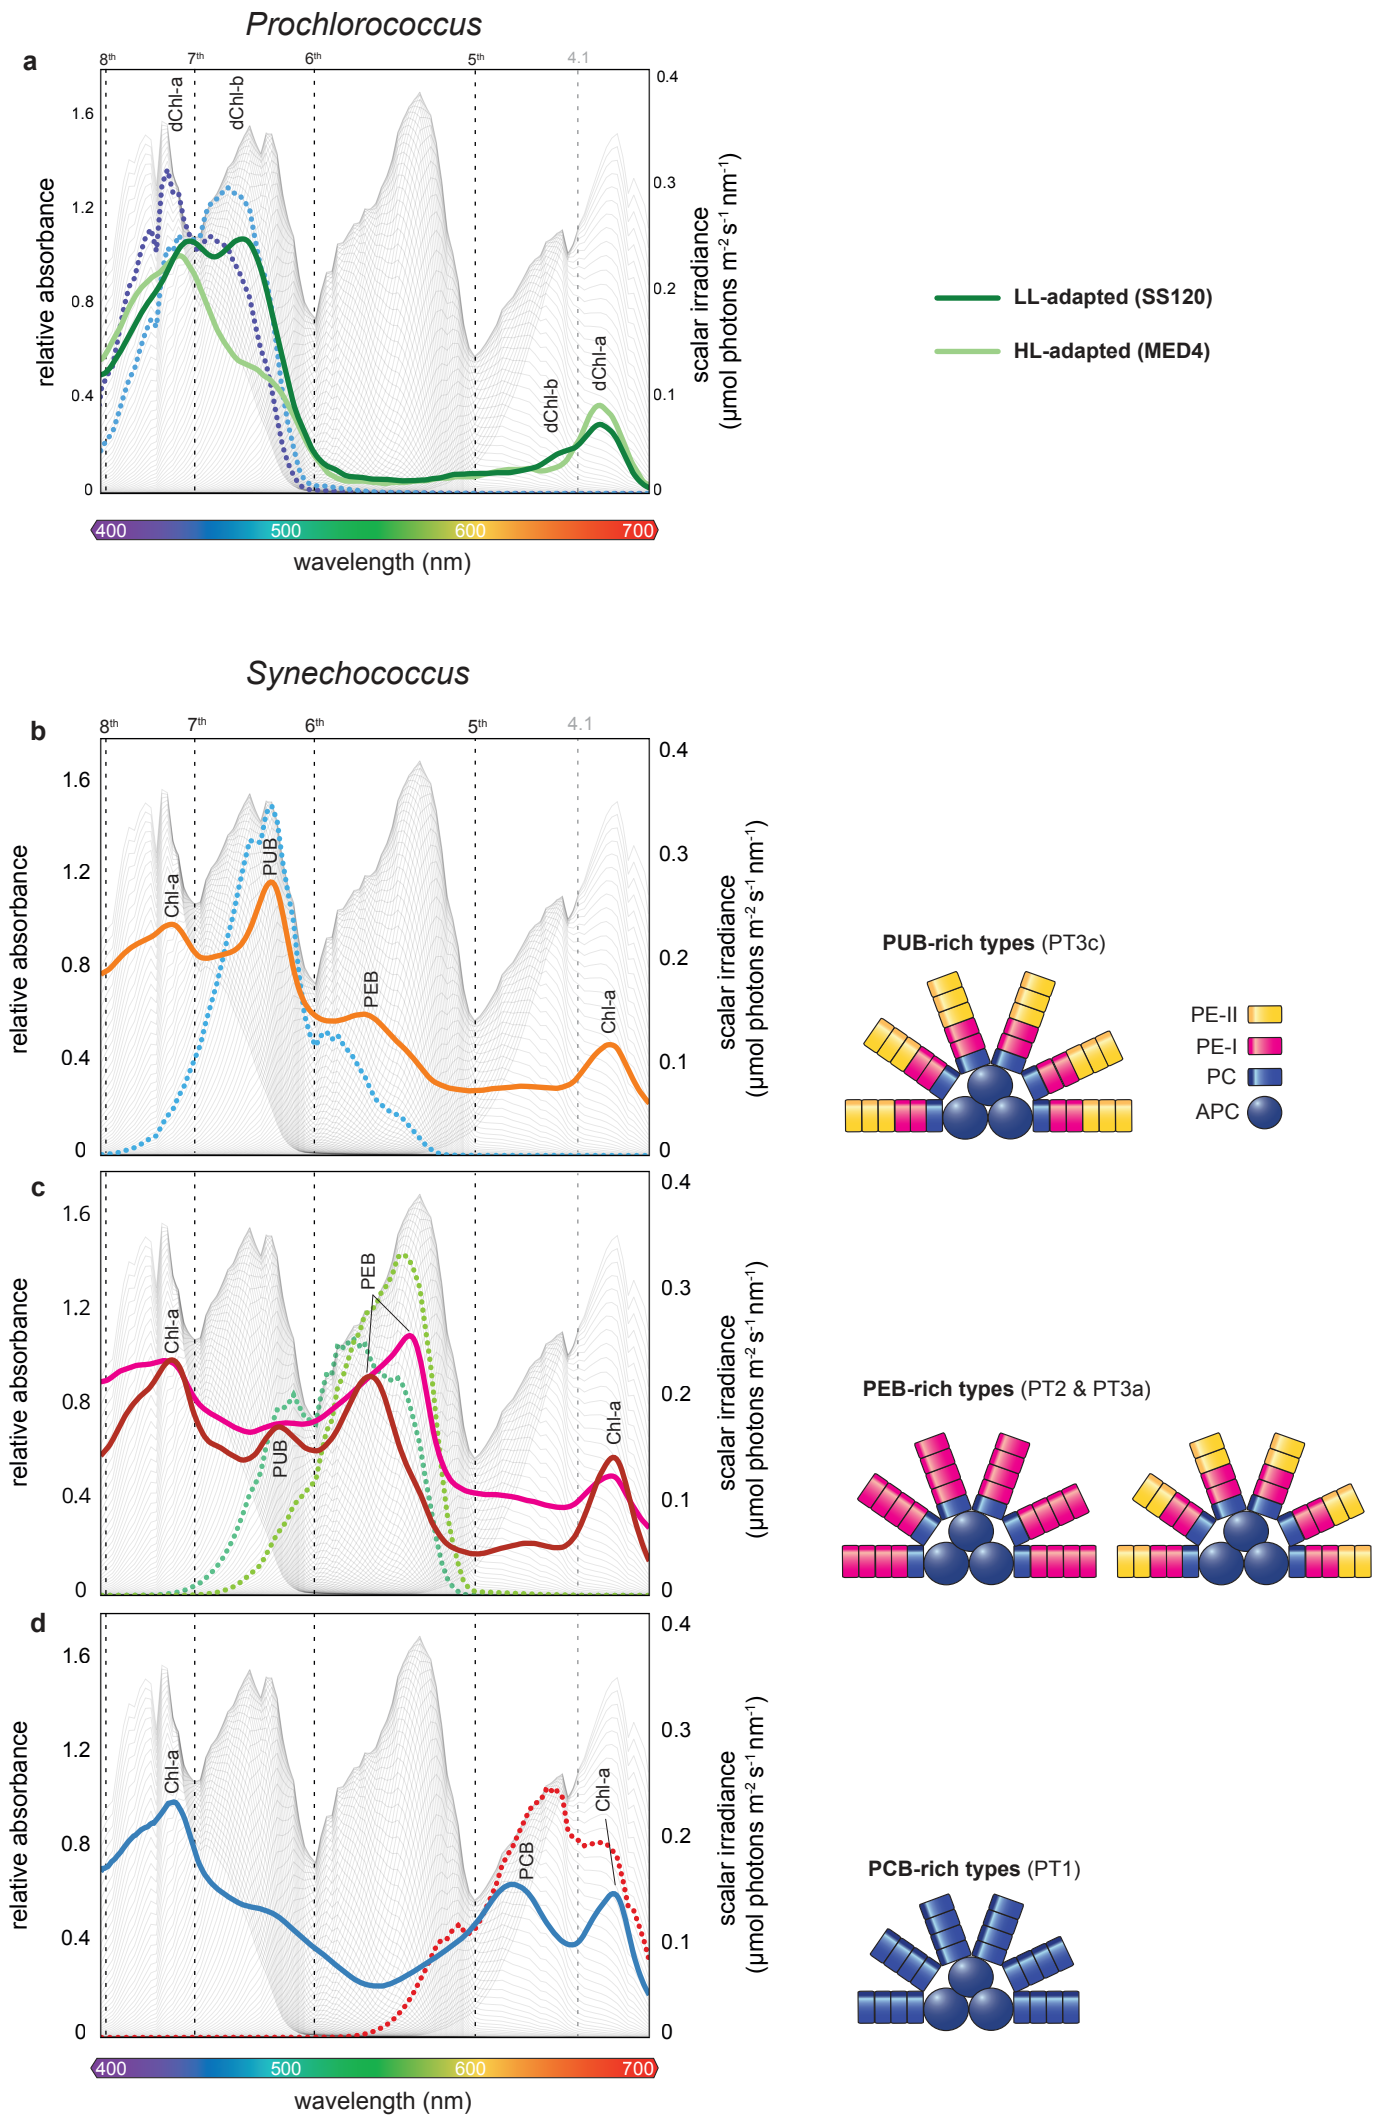 Prochlorococcus
a
8th 7th 6th 5th 4.1
dChl-a
dChl-b
dChl-b
dChl-a
1.6
1.2
0.8
0.4
0
relative absorbance
0.4
0.3
0.2
0.1
0
scalar irradiance
(µmol photons m-2 s-1 nm-1)
400 500 600 700
wavelength (nm)
LL-adapted (SS120)
HL-adapted (MED4)
Synechococcus
b
8th 7th 6th 5th 4.1
Chl-a
PUB
PEB
Chl-a
1.6
1.2
0.8
0.4
0
relative absorbance
0.4
0.3
0.2
0.1
0
scalar irradiance
(µmol photons m-2 s-1 nm-1)
PUB-rich types (PT3c)
PE-II
PE-I
PC
APC
c
Chl-a
PUB
PEB
Chl-a
1.6
1.2
0.8
0.4
0
relative absorbance
0.4
0.3
0.2
0.1
0
scalar irradiance
(µmol photons m-2 s-1 nm-1)
PEB-rich types (PT2 & PT3a)
d
Chl-a
PCB
Chl-a
1.6
1.2
0.8
0.4
0
relative absorbance
0.4
0.3
0.2
0.1
0
scalar irradiance
(µmol photons m-2 s-1 nm-1)
PCB-rich types (PT1)
400 500 600 700
wavelength (nm)